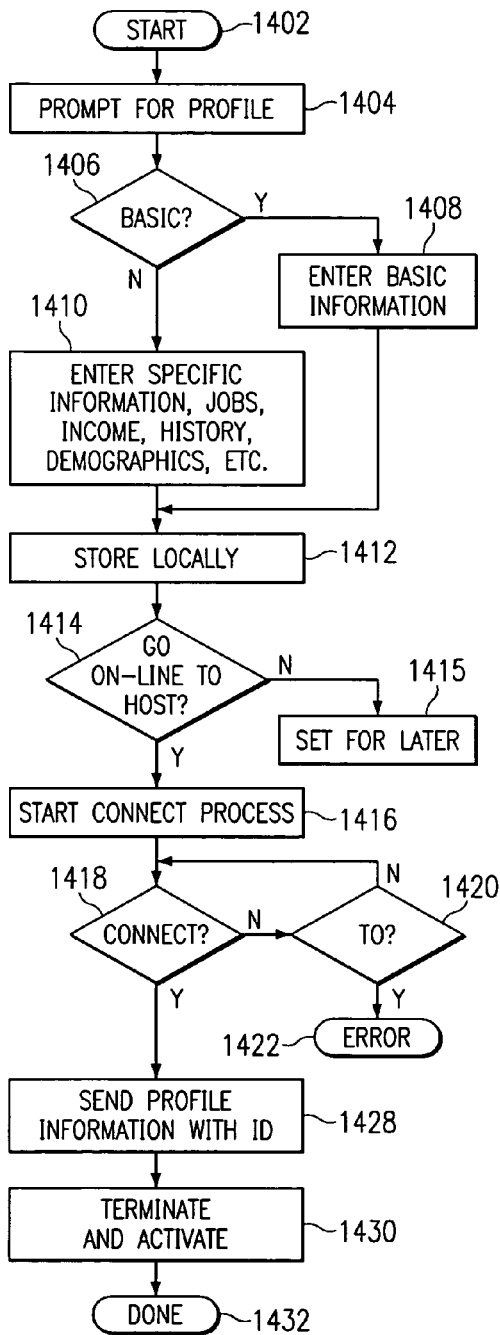 START
1402
PROMPT FOR PROFILE
1404
1406
BASIC?
Y
N
1408
ENTER BASIC
INFORMATION
1410
ENTER SPECIFIC
INFORMATION, JOBS,
INCOME, HISTORY,
DEMOGRAPHICS, ETC.
STORE LOCALLY
1412
1414
GO
ON-LINE TO
HOST?
N
Y
1415
SET FOR LATER
START CONNECT PROCESS
1416
1418
CONNECT?
N
Y
1420
TO?
N
Y
1422
ERROR
SEND PROFILE
INFORMATION WITH ID
1428
TERMINATE
AND ACTIVATE
1430
DONE
1432